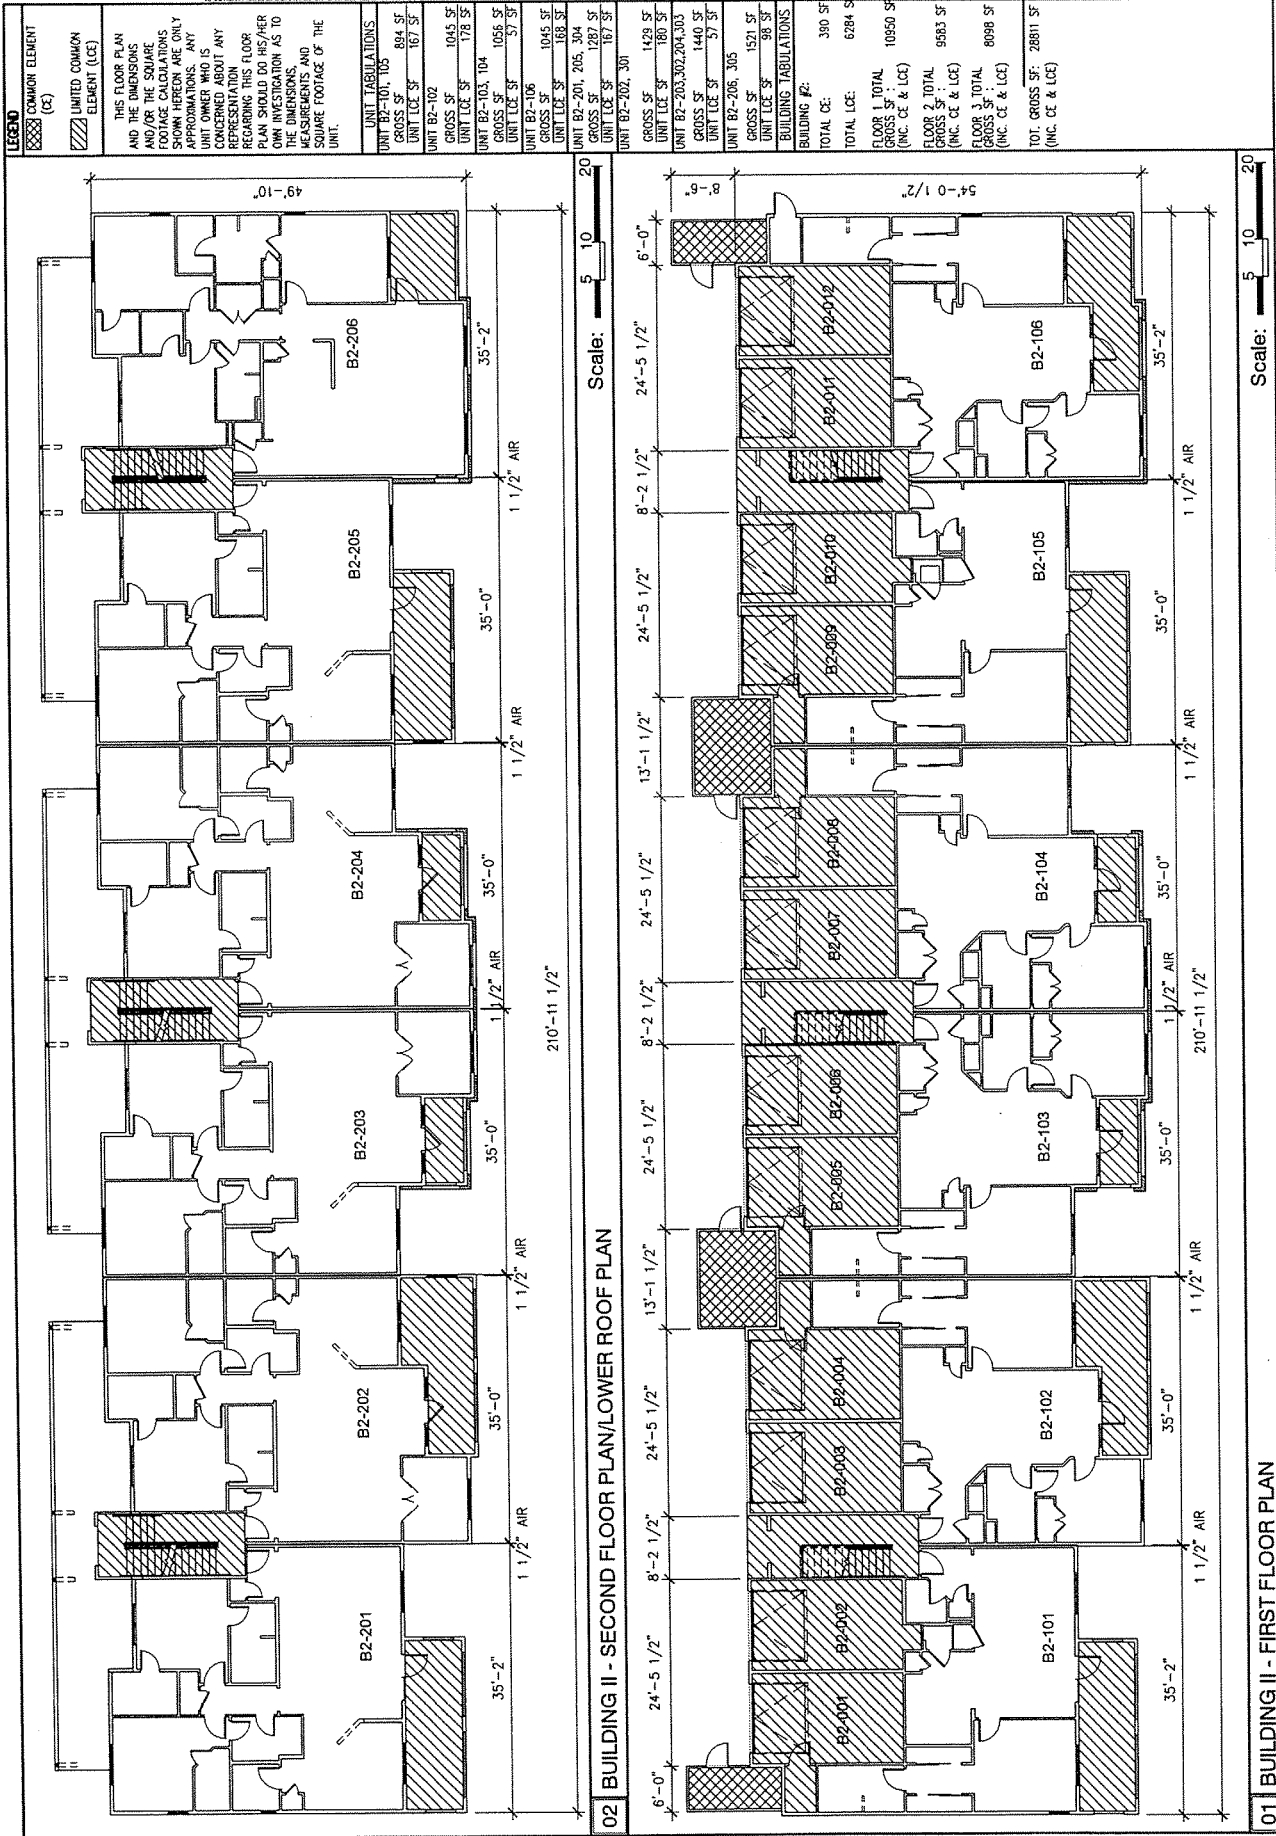 LEGEND
COMMON ELEMENT
(CE)
LIMITED COMMON
ELEMENT (LCE)
THIS FLOOR PLAN
AND THE DIMENSIONS
AND/OR THE SQUARE
FOOTAGE CALCULATIONS
SHOWN HEREON ARE ONLY
APPROXIMATIONS. ANY
UNIT OWNER WHO IS
CONCERNED ABOUT ANY
REPRESENTATION
REGARDING THIS FLOOR
PLAN SHOULD DO HIS/HER
OWN INVESTIGATION AS TO
THE DIMENSIONS,
MEASUREMENTS AND
SQUARE FOOTAGE OF THE
UNIT.
UNIT TABULATIONS
UNIT B2-101, 105
GROSS SF 894 SF
UNIT LCE SF 167 SF
UNIT B2-102
GROSS SF 1045 SF
UNIT LCE SF 178 SF
UNIT B2-103, 104
GROSS SF 1056 SF
UNIT LCE SF 57 SF
UNIT B2-106
GROSS SF 1045 SF
UNIT LCE SF 168 SF
UNIT B2-201, 205, 304
GROSS SF 1287 SF
UNIT LCE SF 167 SF
UNIT B2-202, 301
GROSS SF 1429 SF
UNIT LCE SF 180 SF
UNIT B2-203,302,204,303
GROSS SF 1440 SF
UNIT LCE SF 57 SF
UNIT B2-206, 305
GROSS SF 1521 SF
UNIT LCE SF 98 SF
BUILDING TABULATIONS
BUILDING #2:
TOTAL CE: 390 SF
TOTAL LCE: 6284 S
FLOOR 1 TOTAL
GROSS SF : 10950 SF
(INC. CE & LCE)
FLOOR 2 TOTAL
GROSS SF : 9583 SF
(INC. CE & LCE)
FLOOR 3 TOTAL
GROSS SF : 8098 SF
(INC. CE & LCE)
TOT. GROSS SF: 28811 SF
(INC. CE & LCE)
49'-10"
B2-201
B2-202
B2-203
B2-204
B2-205
B2-206
35'-2"
35'-0"
35'-0"
35'-0"
35'-0"
35'-2"
1 1/2" AIR
1 1/2" AIR
1 1/2" AIR
1 1/2" AIR
1 1/2" AIR
210'-11 1/2"
02 BUILDING II - SECOND FLOOR PLAN/LOWER ROOF PLAN
Scale: 5 10 20
6'-0"
24'-5 1/2"
8'-2 1/2"
24'-5 1/2"
13'-1 1/2"
24'-5 1/2"
8'-2 1/2"
24'-5 1/2"
13'-1 1/2"
24'-5 1/2"
8'-2 1/2"
24'-5 1/2"
6'-0"
8'-6"
54'-0 1/2"
B2-001
B2-002
B2-003
B2-004
B2-005
B2-006
B2-007
B2-008
B2-009
B2-010
B2-011
B2-012
B2-101
B2-102
B2-103
B2-104
B2-105
B2-106
35'-2"
35'-0"
35'-0"
35'-0"
35'-0"
35'-2"
1 1/2" AIR
1 1/2" AIR
1 1/2" AIR
1 1/2" AIR
1 1/2" AIR
210'-11 1/2"
01 BUILDING II - FIRST FLOOR PLAN
Scale: 5 10 20